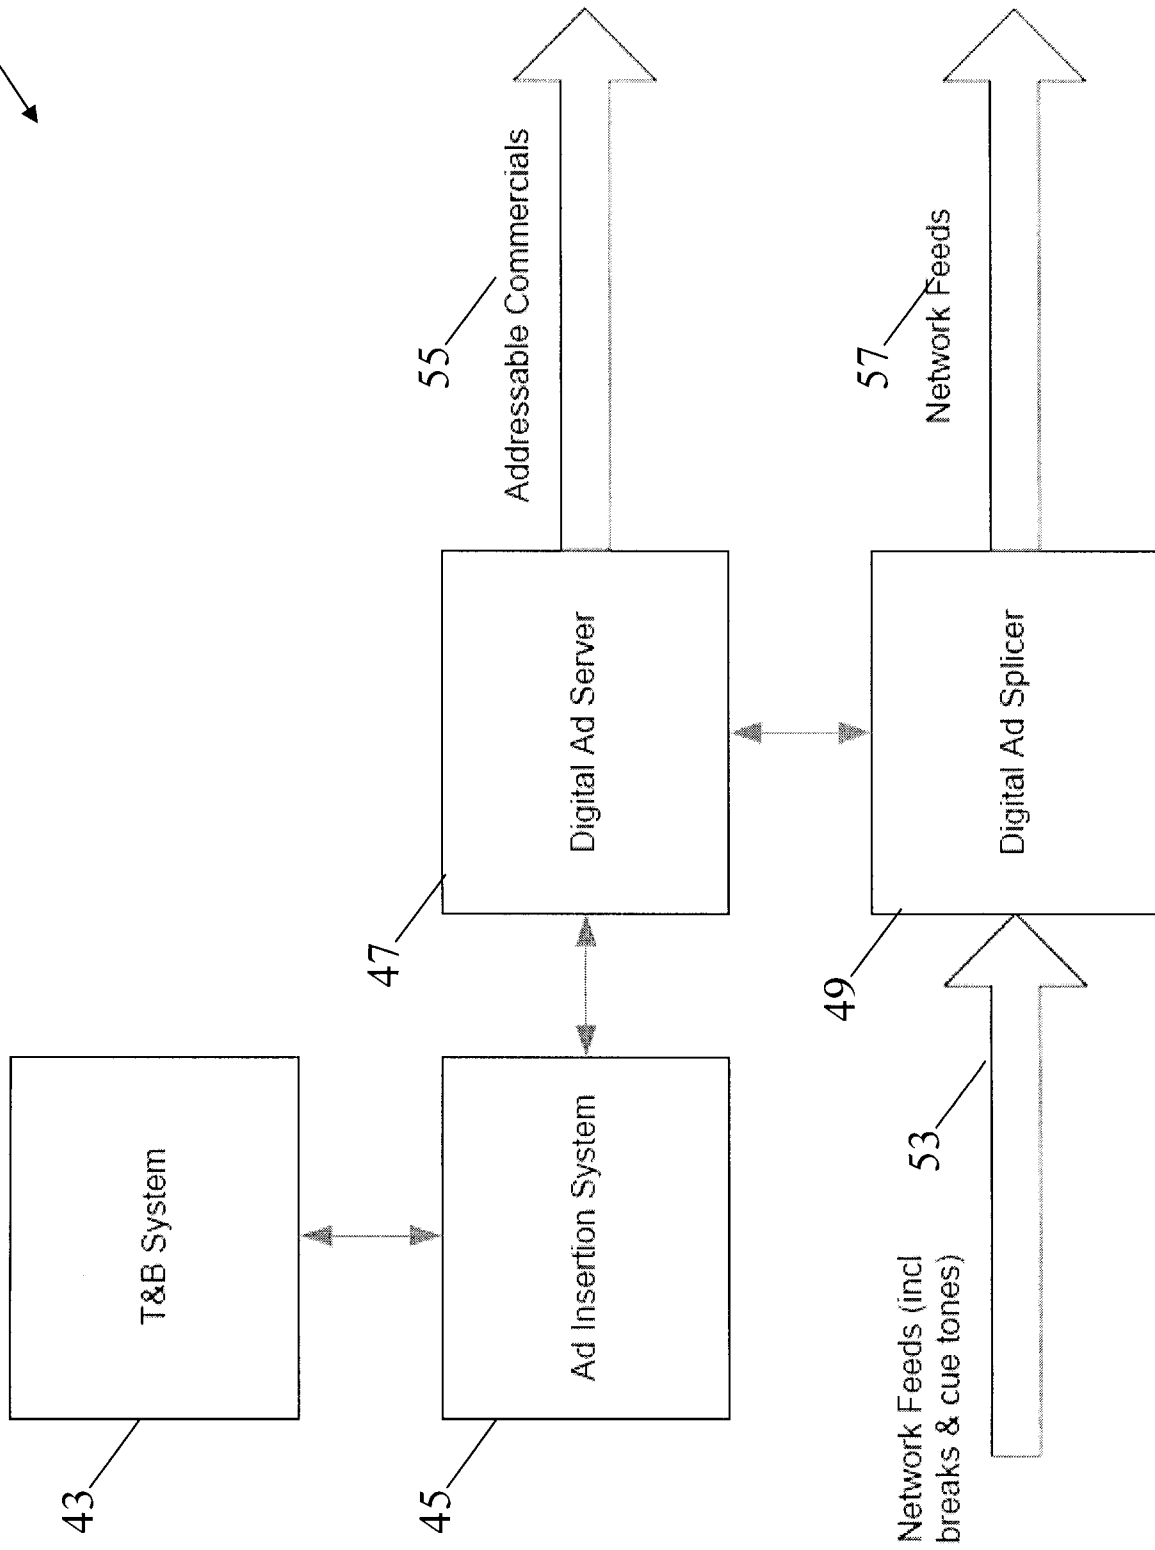 43
T&B System
45
Ad Insertion System
47
Digital Ad Server
55
Addressable Commercials
Network Feeds (incl
breaks & cue tones)
53
49
Digital Ad Splicer
57
Network Feeds